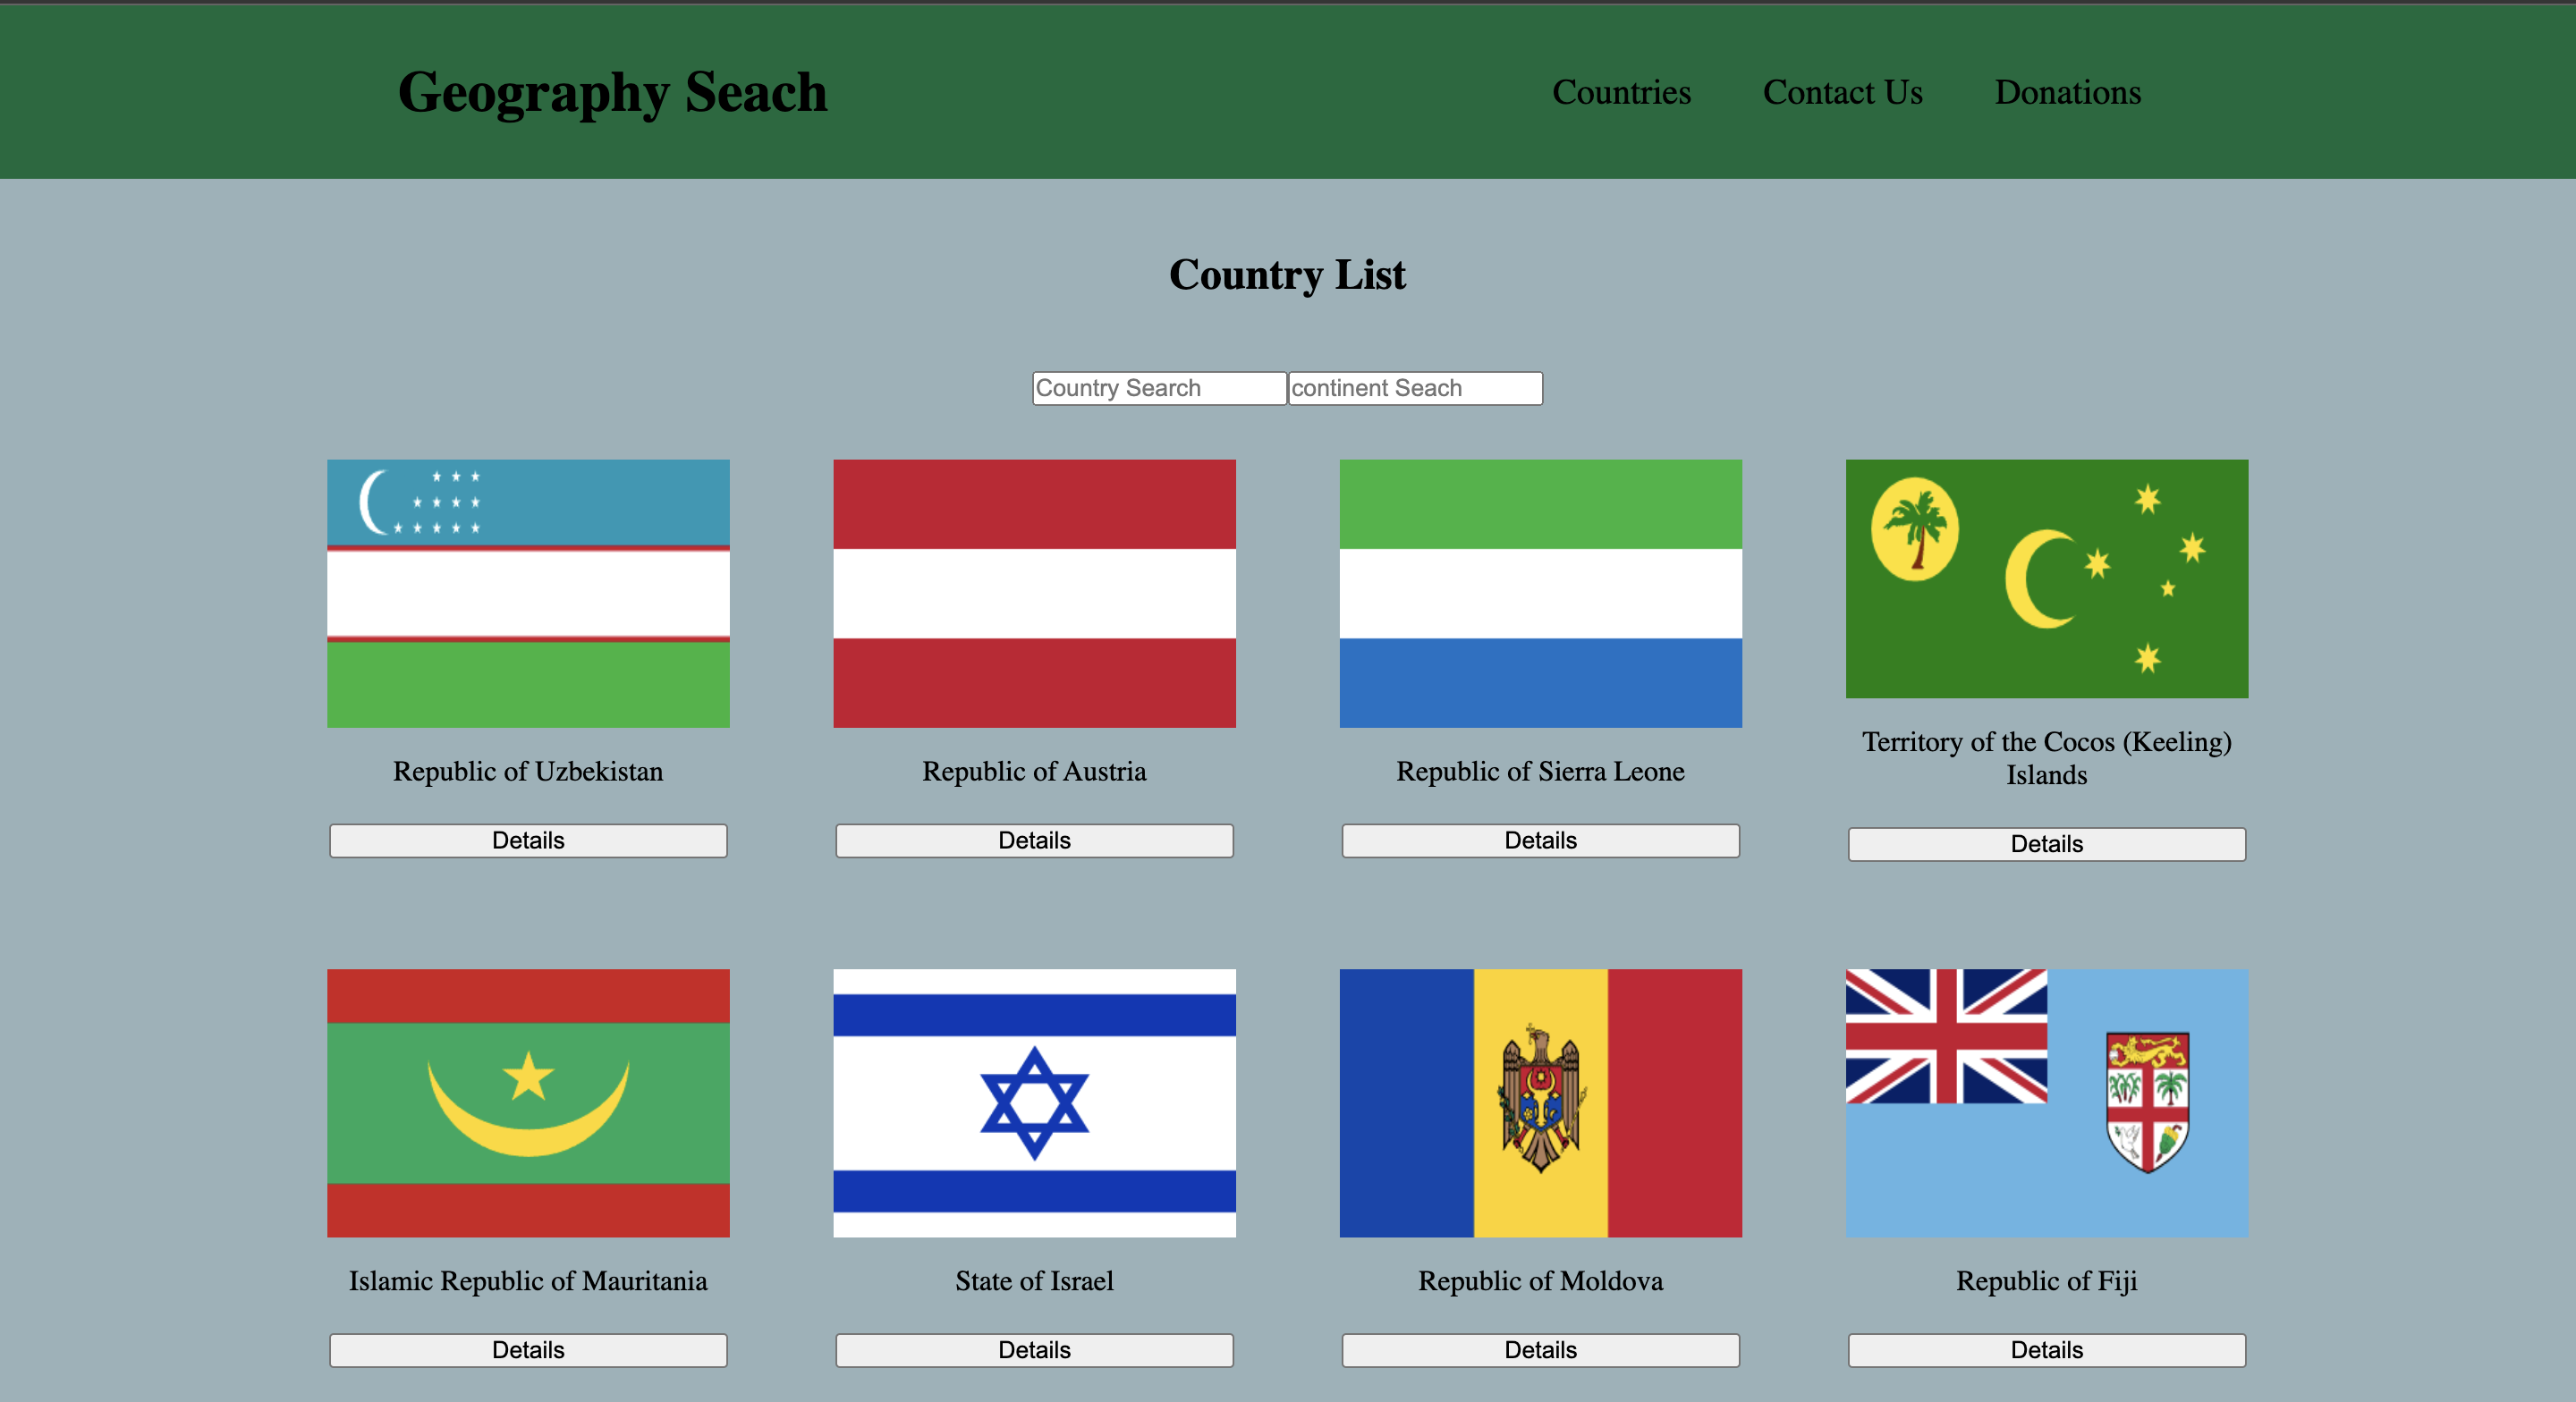 Geography Seach
Countries
Contact Us
Donations
Country List
Country Search
continent Seach
Republic of Uzbekistan
Republic of Austria
Republic of Sierra Leone
Territory of the Cocos (Keeling)
Islands
Details
Details
Details
Details
Islamic Republic of Mauritania
State of Israel
Republic of Moldova
Republic of Fiji
Details
Details
Details
Details